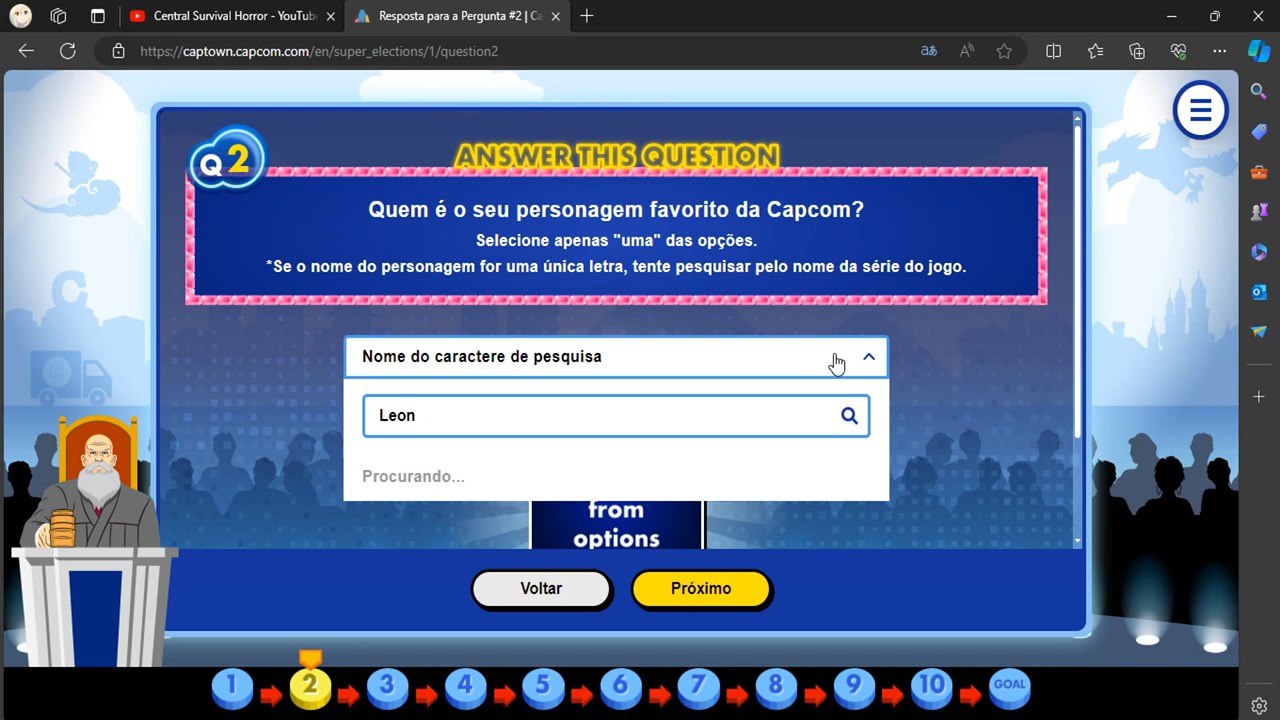 Central Survival Horror - YouTube
Resposta para a Pergunta #2 | Ca
https://captown.capcom.com/en/super_elections/1/question2
Q2
ANSWER THIS QUESTION
Quem é o seu personagem favorito da Capcom?
Selecione apenas "uma" das opções.
*Se o nome do personagem for uma única letra, tente pesquisar pelo nome da série do jogo.
Nome do caractere de pesquisa
Leon
Procurando...
from
options
Voltar
Próximo
1 2 3 4 5 6 7 8 9 10 GOAL